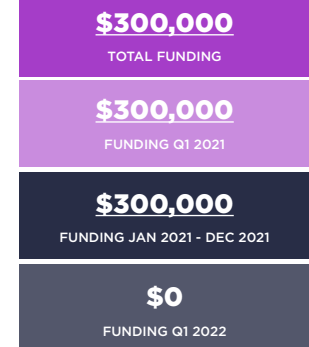 $300,000
TOTAL FUNDING
$300,000
FUNDING Q1 2021
$300,000
FUNDING JAN 2021 - DEC 2021
$0
FUNDING Q1 2022